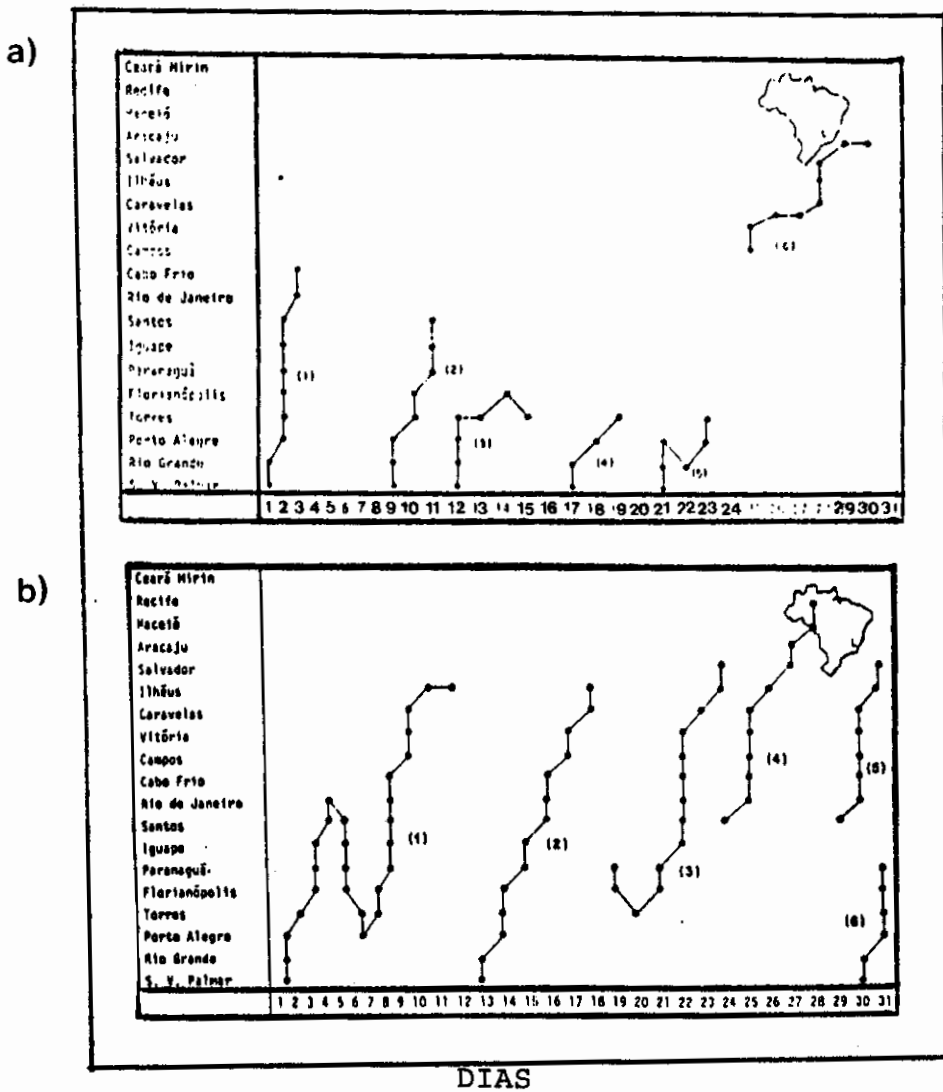 a)
Ceará Mirin
Recife
Maceió
Aracaju
Salvador
Ilhéus
Caravelas
Vitória
Campos
Cabo Frio
Rio de Janeiro
Santos
Iguape
Paranaguá
Florianópolis
Torres
Porto Alegre
Rio Grande
S. V. Palmar
(1)
(2)
(3)
(4)
(5)
(6)
1 2 3 4 5 6 7 8 9 10 11 12 13 14 15 16 17 18 19 20 21 22 23 24 29 30 31
b)
Ceará Mirin
Recife
Maceió
Aracaju
Salvador
Ilhéus
Caravelas
Vitória
Campos
Cabo Frio
Rio de Janeiro
Santos
Iguape
Paranaguá
Florianópolis
Torres
Porto Alegre
Rio Grande
S. V. Palmar
(1)
(2)
(3)
(4)
(5)
(6)
1 2 3 4 5 6 7 8 9 10 11 12 13 14 15 16 17 18 19 20 21 22 23 24 25 26 27 28 29 30 31
DIAS